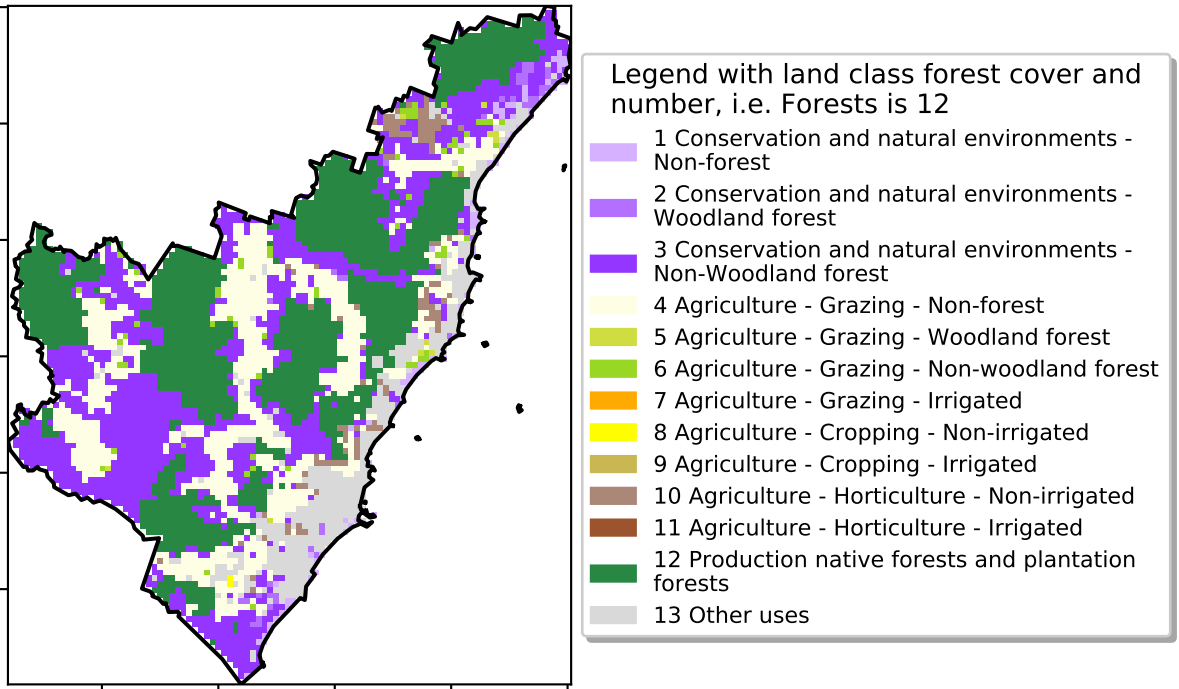 Legend with land class forest cover and
number, i.e. Forests is 12
1 Conservation and natural environments -
Non-forest
2 Conservation and natural environments -
Woodland forest
3 Conservation and natural environments -
Non-Woodland forest
4 Agriculture - Grazing - Non-forest
5 Agriculture - Grazing - Woodland forest
6 Agriculture - Grazing - Non-woodland forest
7 Agriculture - Grazing - Irrigated
8 Agriculture - Cropping - Non-irrigated
9 Agriculture - Cropping - Irrigated
10 Agriculture - Horticulture - Non-irrigated
11 Agriculture - Horticulture - Irrigated
12 Production native forests and plantation
forests
13 Other uses